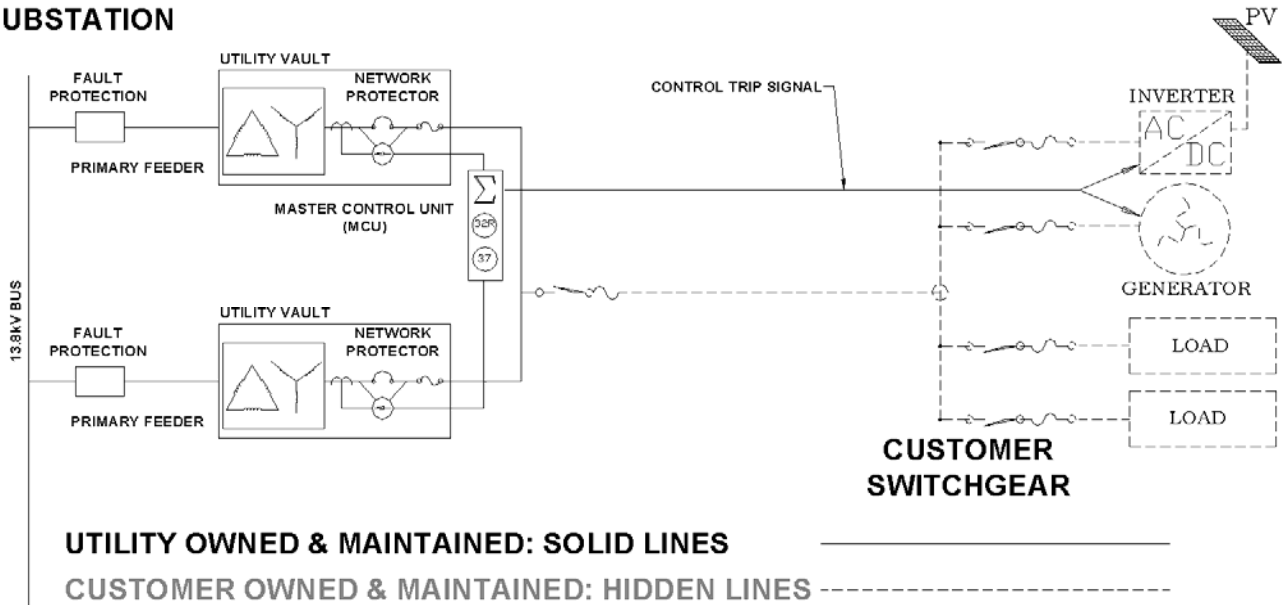 UBSTATION
PV
UTILITY VAULT
FAULT
PROTECTION
NETWORK
PROTECTOR
CONTROL TRIP SIGNAL
INVERTER
AC
DC
PRIMARY FEEDER
MASTER CONTROL UNIT
(MCU)
Σ
32R
37
GENERATOR
13.8kV BUS
UTILITY VAULT
FAULT
PROTECTION
NETWORK
PROTECTOR
LOAD
PRIMARY FEEDER
LOAD
CUSTOMER
SWITCHGEAR
UTILITY OWNED & MAINTAINED: SOLID LINES
CUSTOMER OWNED & MAINTAINED: HIDDEN LINES